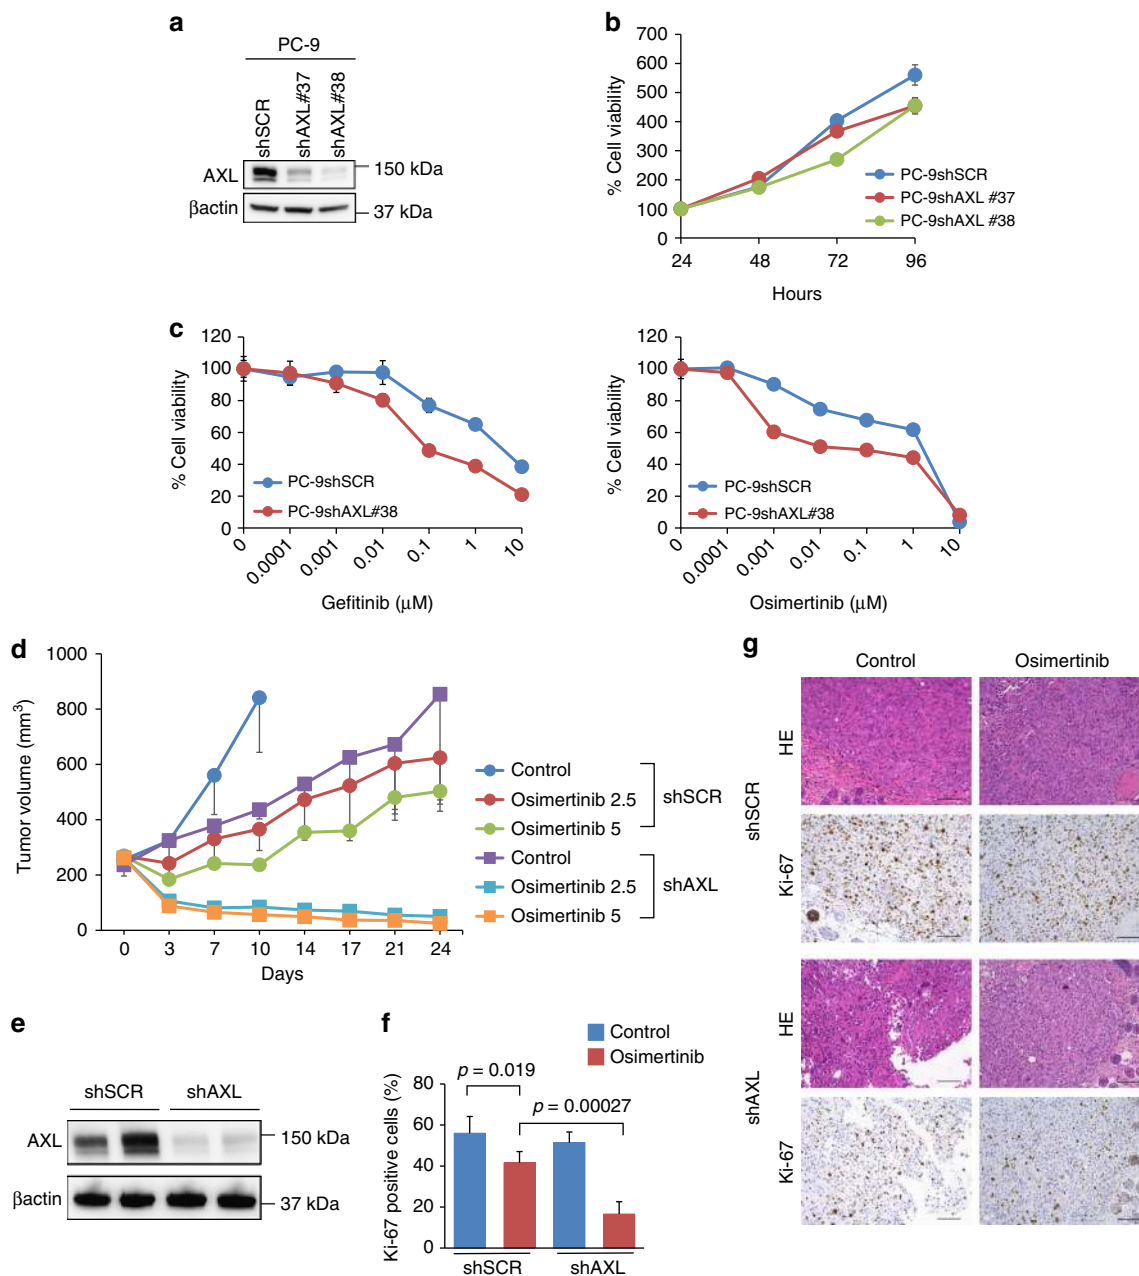 a
PC-9
shSCR
shAXL#37
shAXL#38
AXL
150 kDa
βactin
37 kDa
b
% Cell viability
700
600
500
400
300
200
100
0
24 48 72 96
Hours
PC-9shSCR
PC-9shAXL #37
PC-9shAXL #38
c
% Cell viability
120
100
80
60
40
20
0
PC-9shSCR
PC-9shAXL#38
0 0.0001 0.001 0.01 0.1 1 10
Gefitinib (μM)
% Cell viability
120
100
80
60
40
20
0
PC-9shSCR
PC-9shAXL#38
0 0.0001 0.001 0.01 0.1 1 10
Osimertinib (μM)
d
Tumor volume (mm³)
1000
800
600
400
200
0
0 3 7 10 14 17 21 24
Days
Control
Osimertinib 2.5
Osimertinib 5
shSCR
Control
Osimertinib 2.5
Osimertinib 5
shAXL
e
shSCR shAXL
AXL
150 kDa
βactin
37 kDa
f
Control
Osimertinib
Ki-67 positive cells (%)
80
60
40
20
0
p = 0.019
p = 0.00027
shSCR shAXL
g
Control Osimertinib
shSCR
HE
Ki-67
shAXL
HE
Ki-67